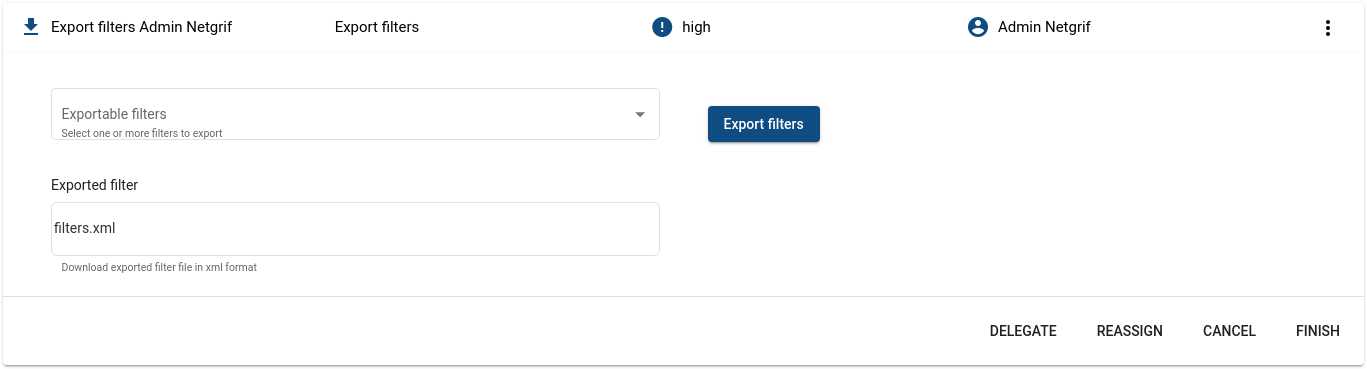 Export filters Admin Netgrif
Export filters
high
Admin Netgrif
Exportable filters
Select one or more filters to export
Export filters
Exported filter
filters.xml
Download exported filter file in xml format
DELEGATE
REASSIGN
CANCEL
FINISH